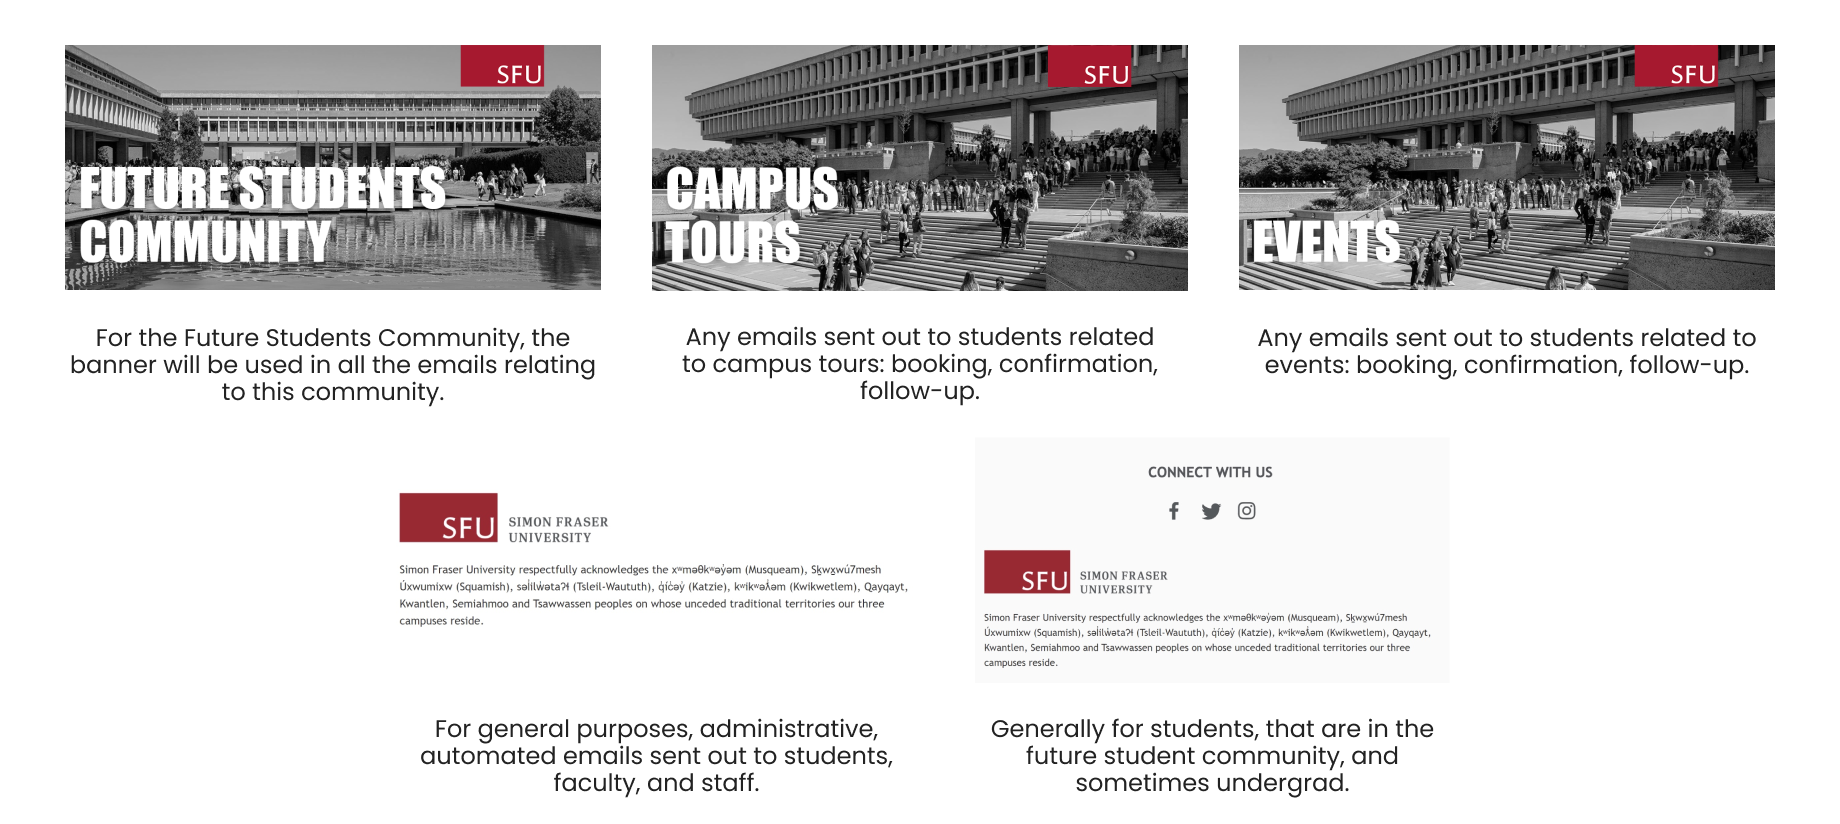 SFU
FUTURE STUDENTS
COMMUNITY
For the Future Students Community, the
banner will be used in all the emails relating
to this community.
SFU
CAMPUS
TOURS
Any emails sent out to students related
to campus tours: booking, confirmation,
follow-up.
SFU
EVENTS
Any emails sent out to students related to
events: booking, confirmation, follow-up.
SFU SIMON FRASER
UNIVERSITY
Simon Fraser University respectfully acknowledges the xʷməθkʷəy̓əm (Musqueam), Sḵwx̱wú7mesh
Úxwumixw (Squamish), səl̓ilw̓ətaʔɬ (Tsleil-Waututh), q̓íc̓əy̓ (Katzie), kʷikʷəƛ̓əm (Kwikwetlem), Qayqayt,
Kwantlen, Semiahmoo and Tsawwassen peoples on whose unceded traditional territories our three
campuses reside.
For general purposes, administrative,
automated emails sent out to students,
faculty, and staff.
CONNECT WITH US
SFU SIMON FRASER
UNIVERSITY
Simon Fraser University respectfully acknowledges the xʷməθkʷəy̓əm (Musqueam), Sḵwx̱wú7mesh
Úxwumixw (Squamish), səl̓ilw̓ətaʔɬ (Tsleil-Waututh), q̓íc̓əy̓ (Katzie), kʷikʷəƛ̓əm (Kwikwetlem), Qayqayt,
Kwantlen, Semiahmoo and Tsawwassen peoples on whose unceded traditional territories our three
campuses reside.
Generally for students, that are in the
future student community, and
sometimes undergrad.